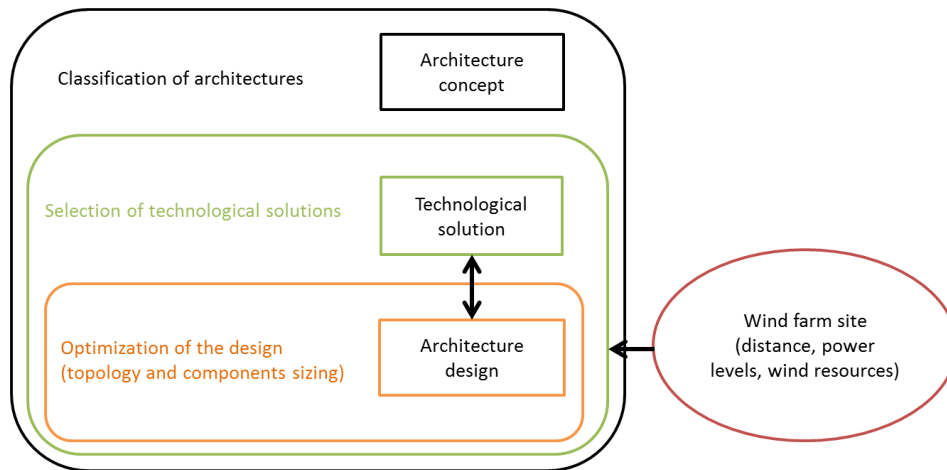 Classification of architectures
Architecture
concept
Selection of technological solutions
Technological
solution
Optimization of the design
(topology and components sizing)
Architecture
design
Wind farm site
(distance, power
levels, wind resources)